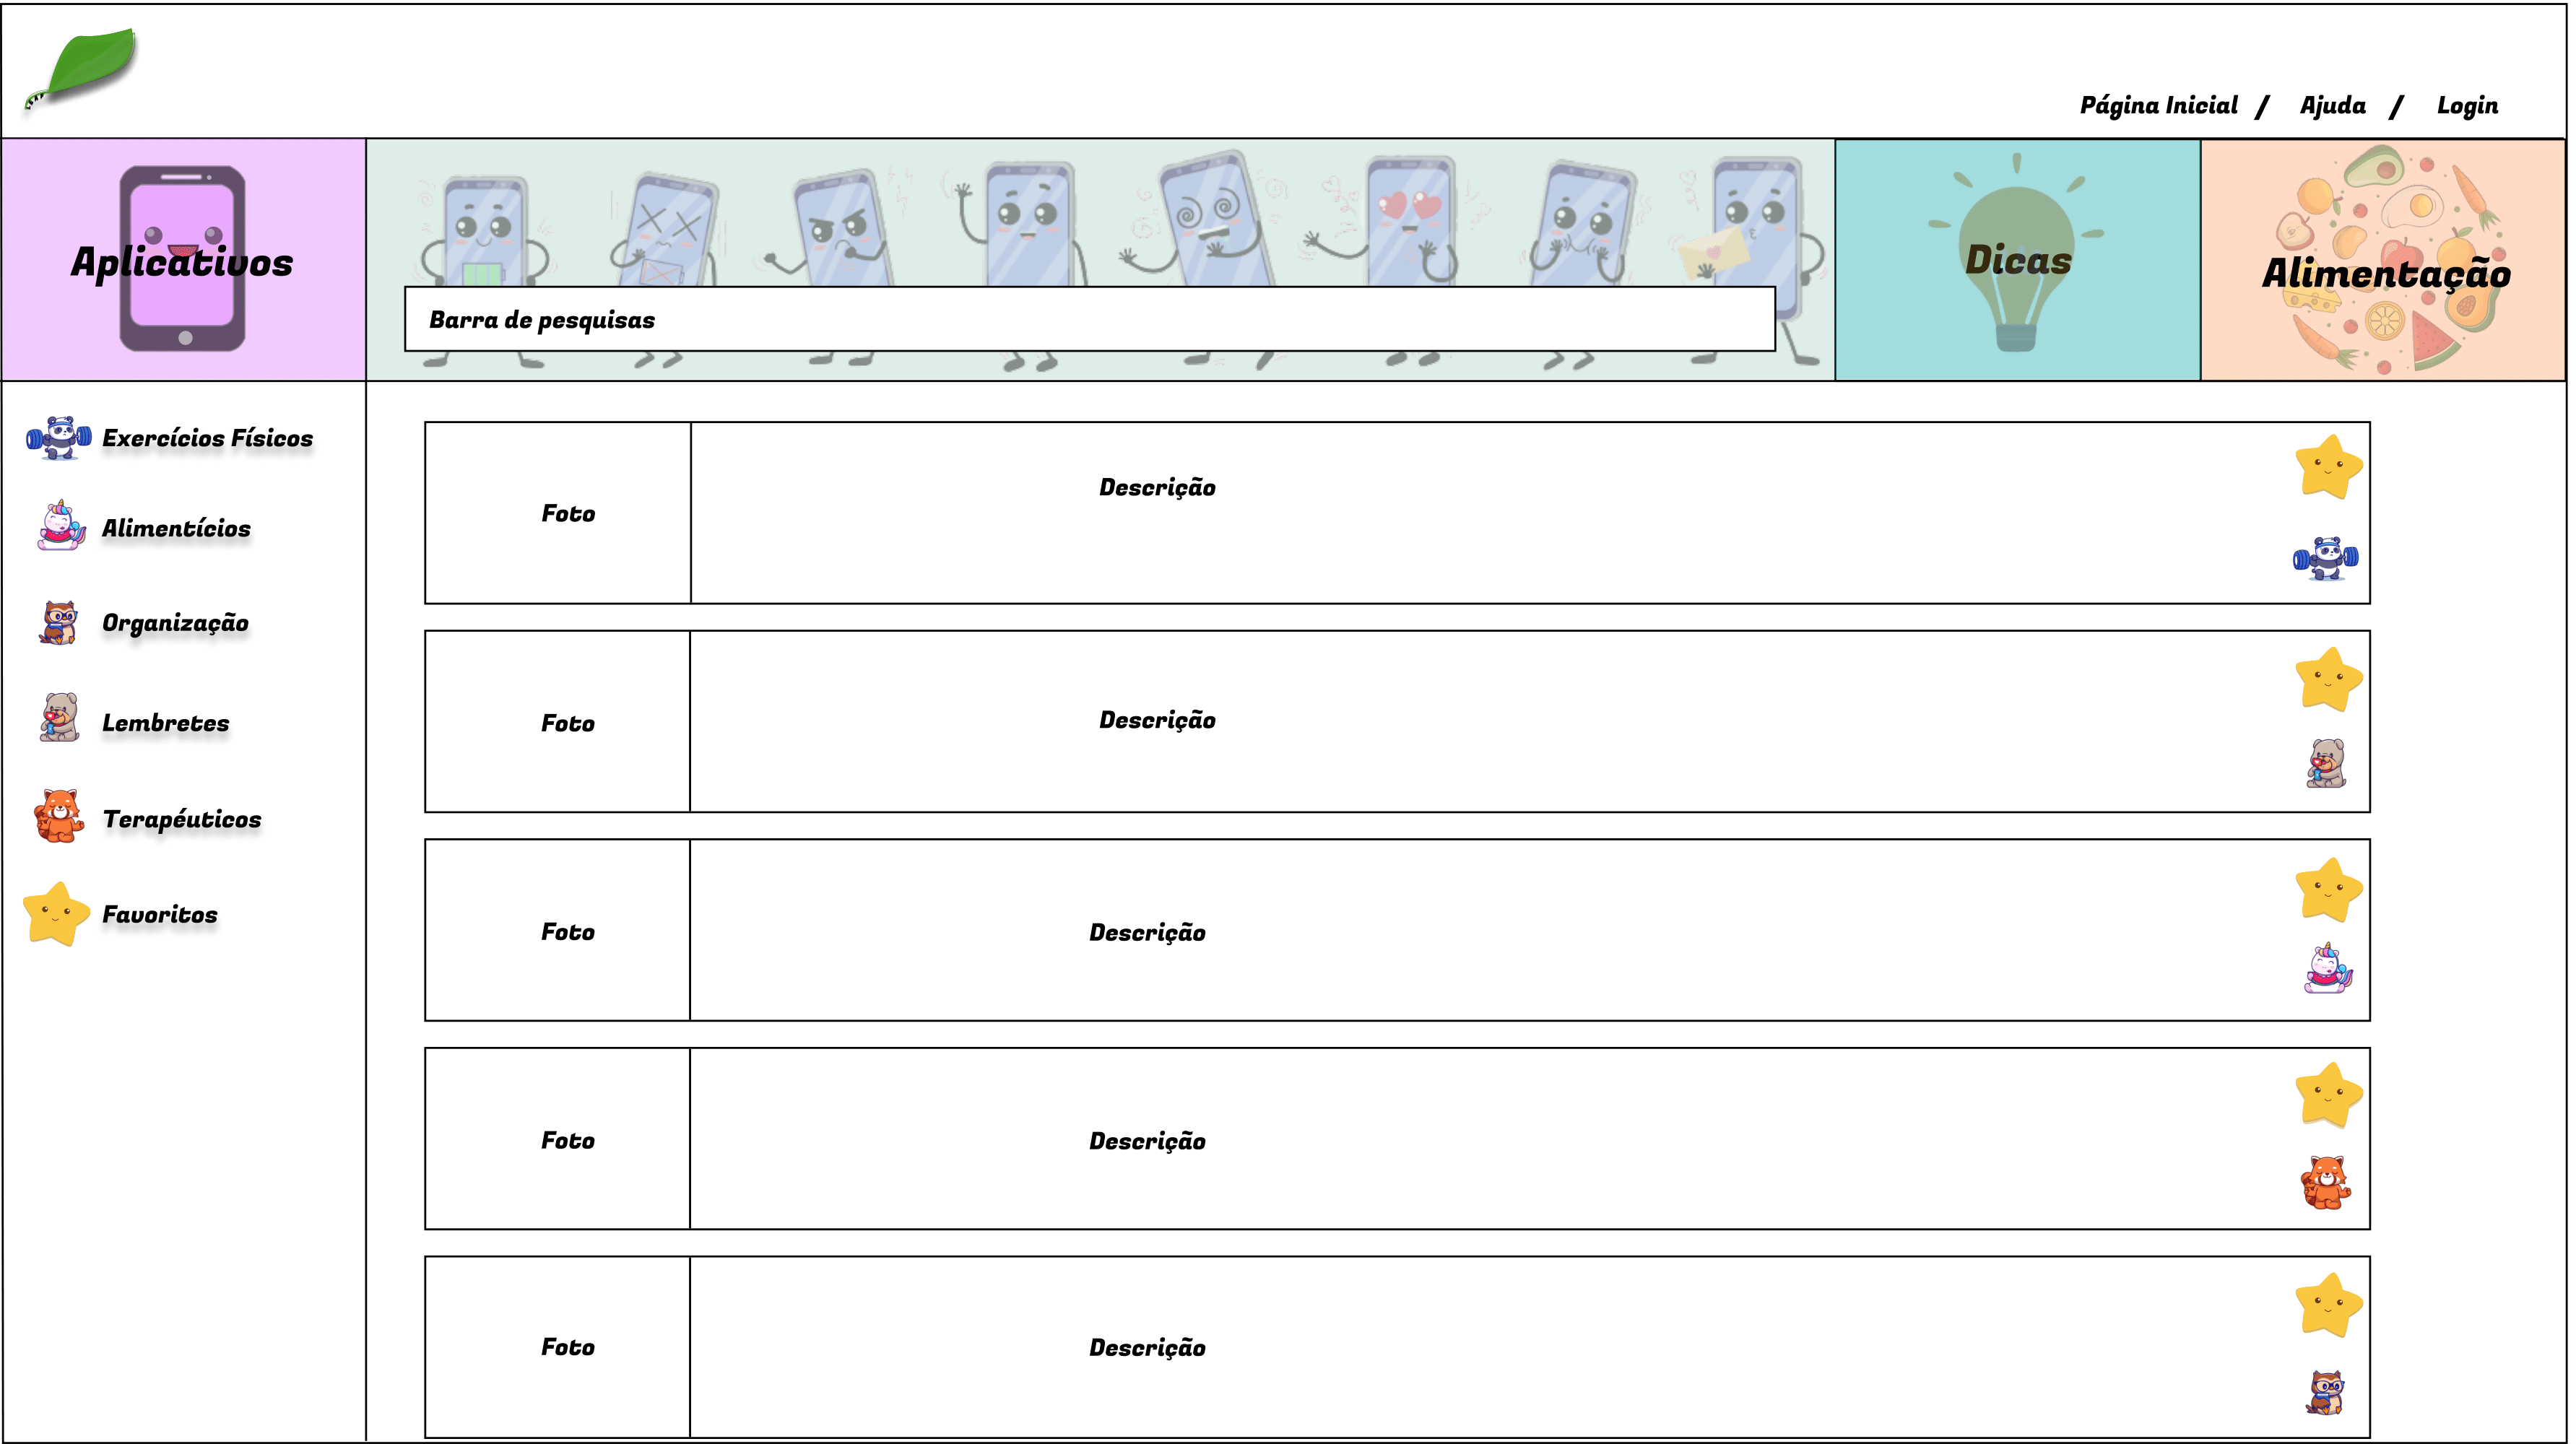 Página Inicial / Ajuda / Login
Aplicativos
Barra de pesquisas
Dicas
Alimentação
Exercícios Físicos
Alimentícios
Organização
Lembretes
Terapéuticos
Favoritos
Foto
Descrição
Foto
Descrição
Foto
Descrição
Foto
Descrição
Foto
Descrição